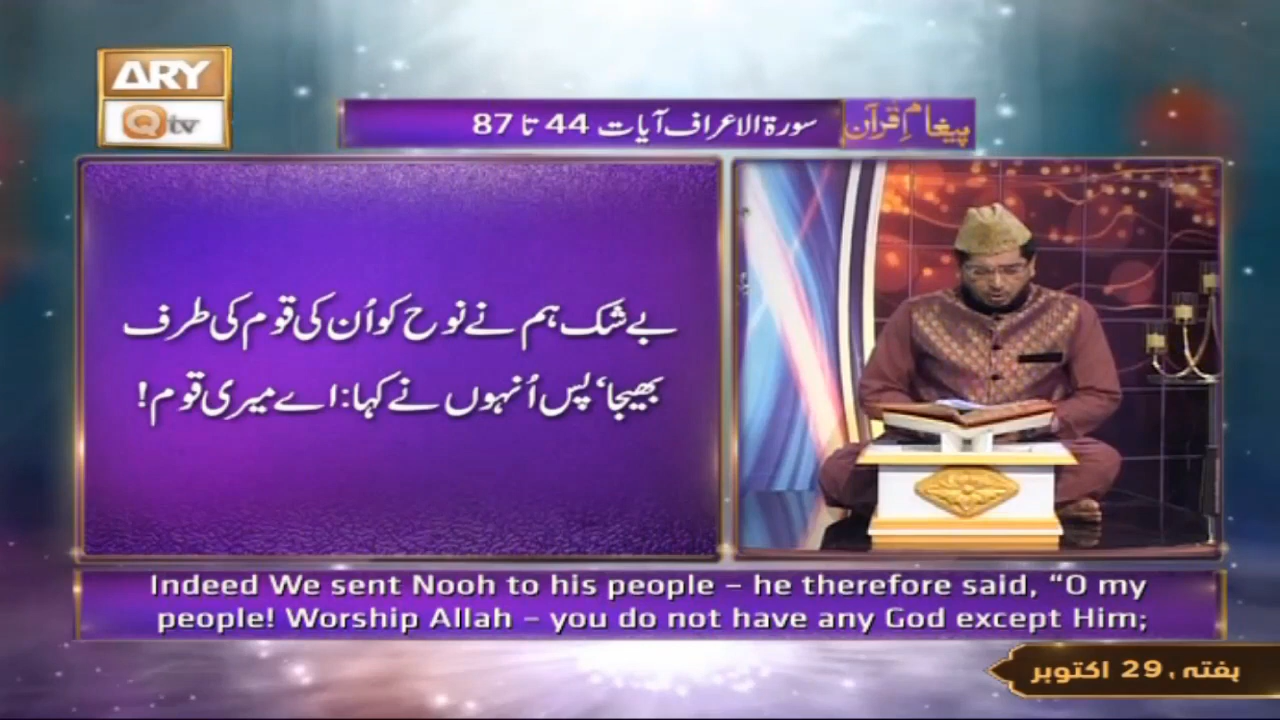 ARY
Qtv
پیغامِ قرآن
سورۃ الاعراف آیات 44 تا 87
بے شک ہم نے نوح کو اُن کی قوم کی طرف
بھیجا، پس اُنہوں نے کہا: اے میری قوم!
Indeed We sent Nooh to his people – he therefore said, “O my
people! Worship Allah – you do not have any God except Him;
ہفتہ، 29 اکتوبر